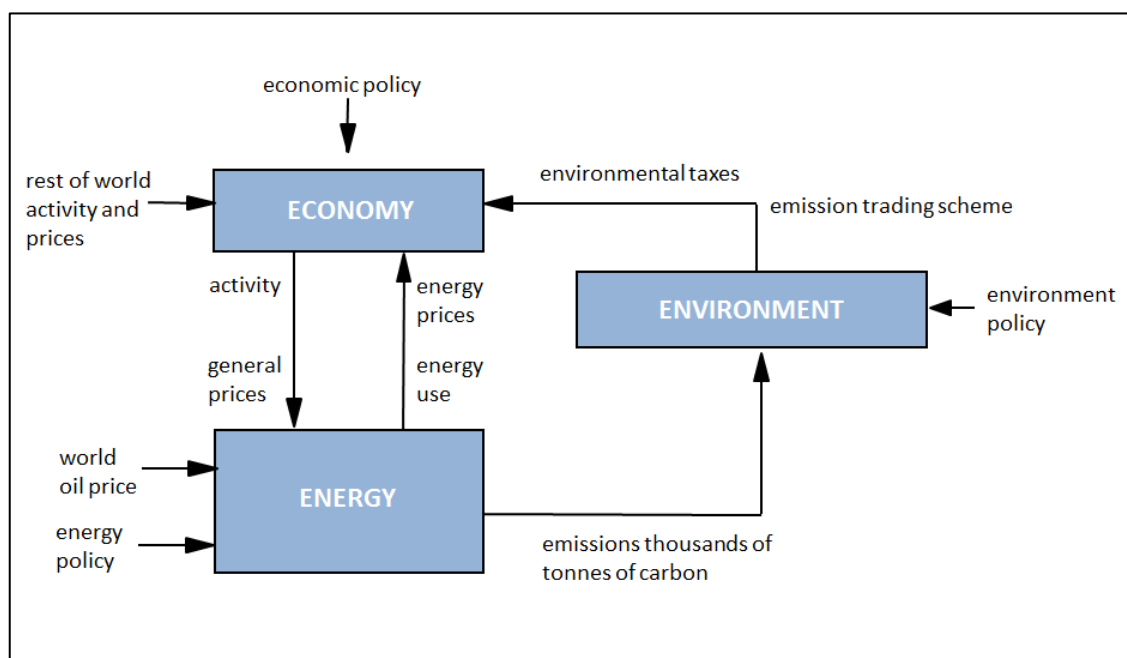 economic policy
rest of world
activity and
prices
ECONOMY
environmental taxes
emission trading scheme
activity
energy
prices
ENVIRONMENT
environment
policy
general
prices
energy
use
world
oil price
ENERGY
energy
policy
emissions thousands of
tonnes of carbon